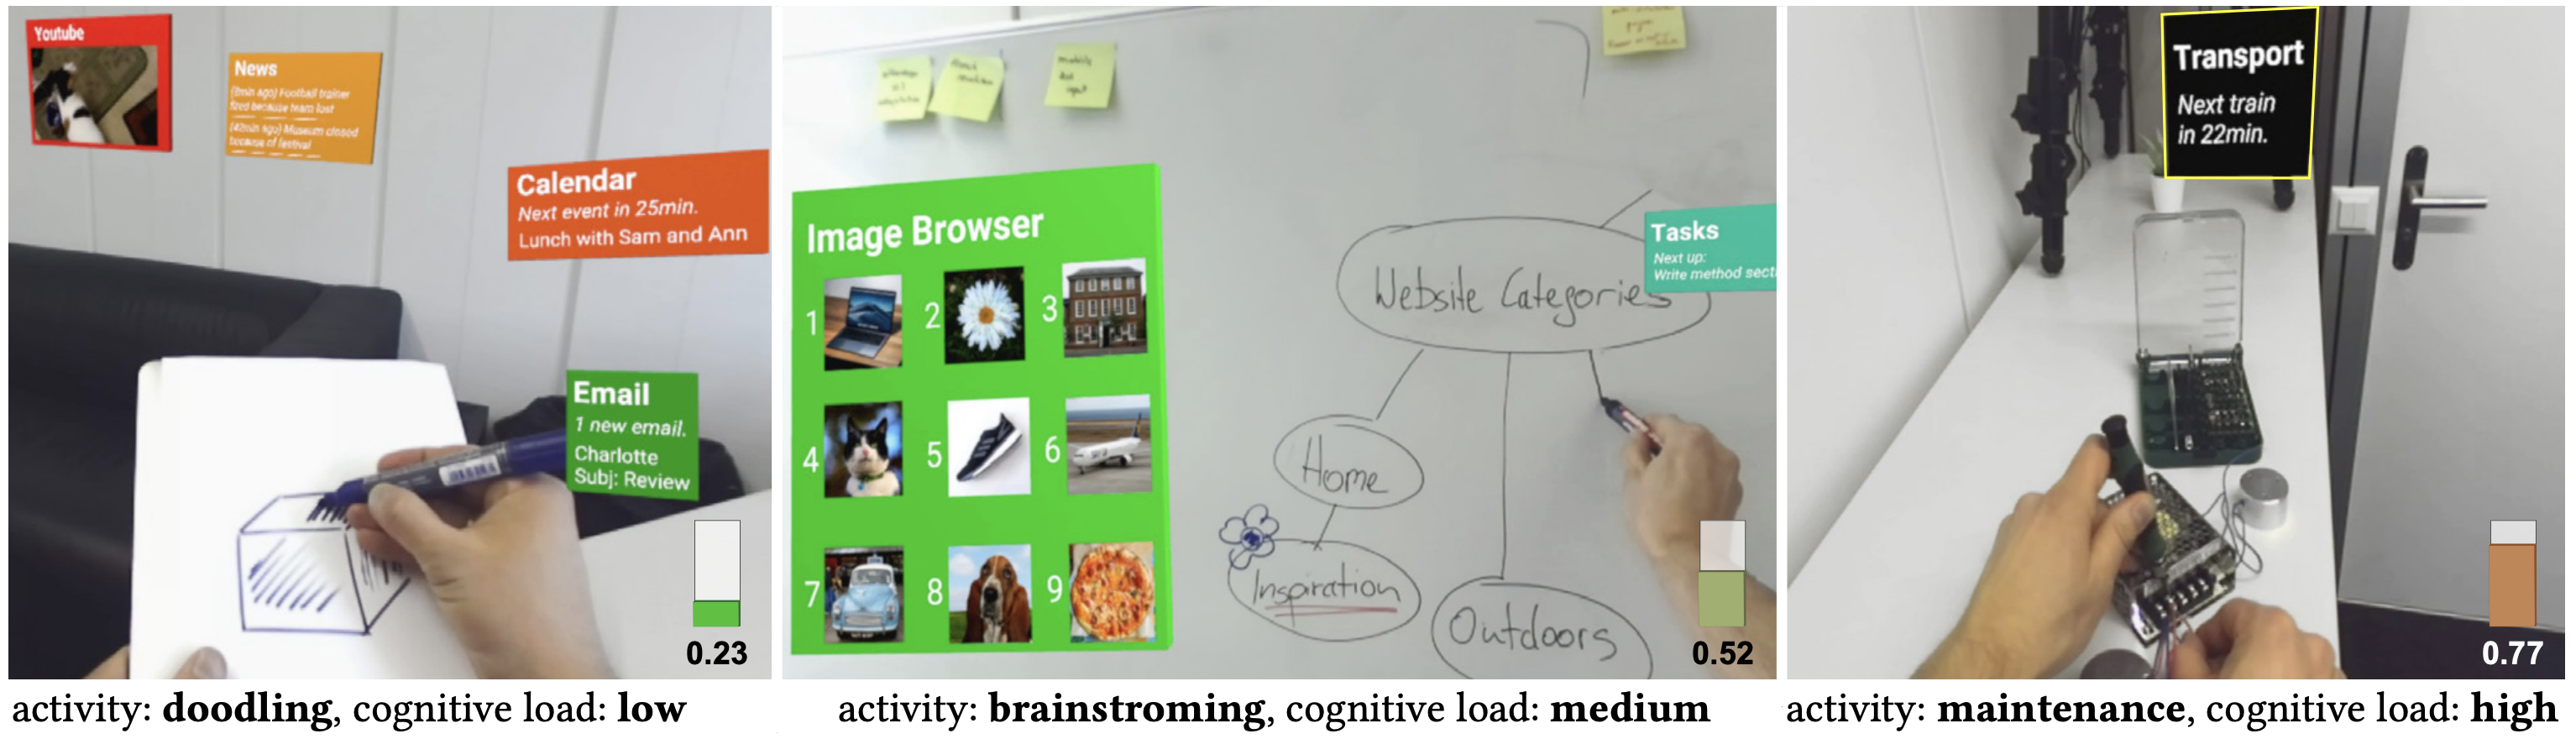 Youtube
News
(8min ago) Football trainer
fired because team lost
(42min ago) Museum closed
because of festival
Calendar
Next event in 25min.
Lunch with Sam and Ann
Email
1 new email.
Charlotte
Subj: Review
0.23
activity: doodling, cognitive load: low
Image Browser
1 2 3
4 5 6
7 8 9
Website Categories
Home
Inspiration
Outdoors
Tasks
Next up:
Write method secti
0.52
activity: brainstroming, cognitive load: medium
Transport
Next train
in 22min.
0.77
activity: maintenance, cognitive load: high